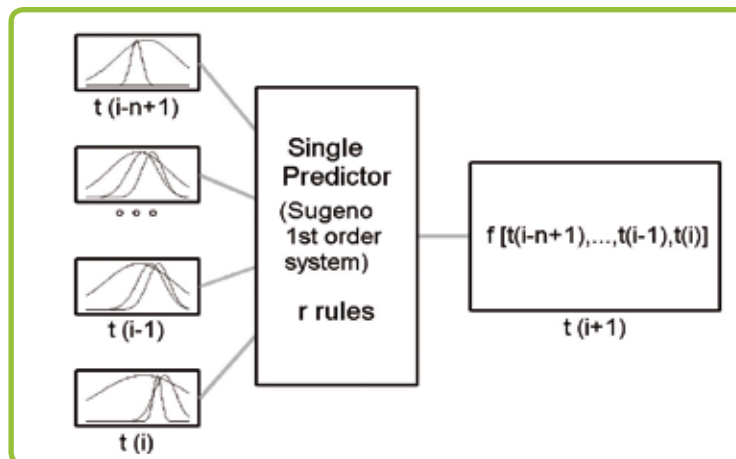 t (i-n+1)
° ° °
t (i-1)
t (i)
Single
Predictor
(Sugeno
1st order
system)
r rules
f [t(i-n+1),...,t(i-1),t(i)]
t (i+1)